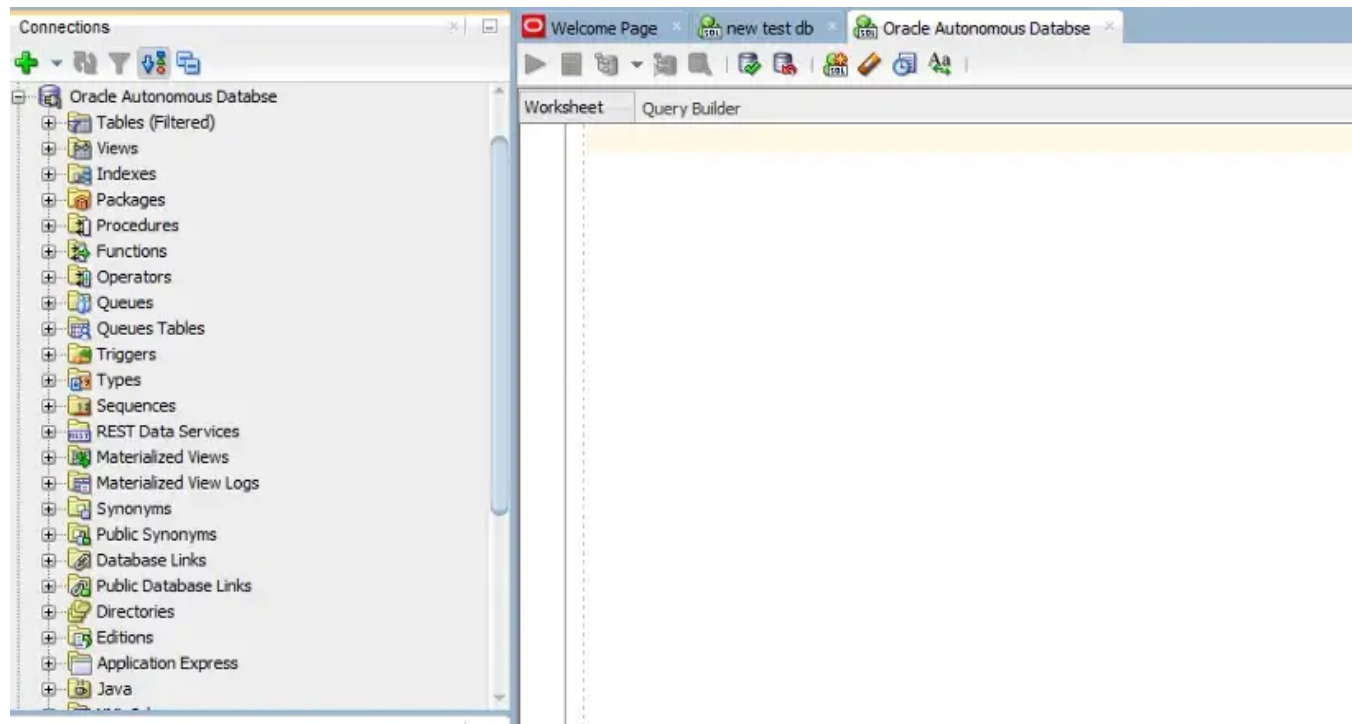 Connections
Welcome Page
new test db
Oracle Autonomous Databse
Worksheet
Query Builder
Oracle Autonomous Databse
Tables (Filtered)
Views
Indexes
Packages
Procedures
Functions
Operators
Queues
Queues Tables
Triggers
Types
Sequences
REST Data Services
Materialized Views
Materialized View Logs
Synonyms
Public Synonyms
Database Links
Public Database Links
Directories
Editions
Application Express
Java